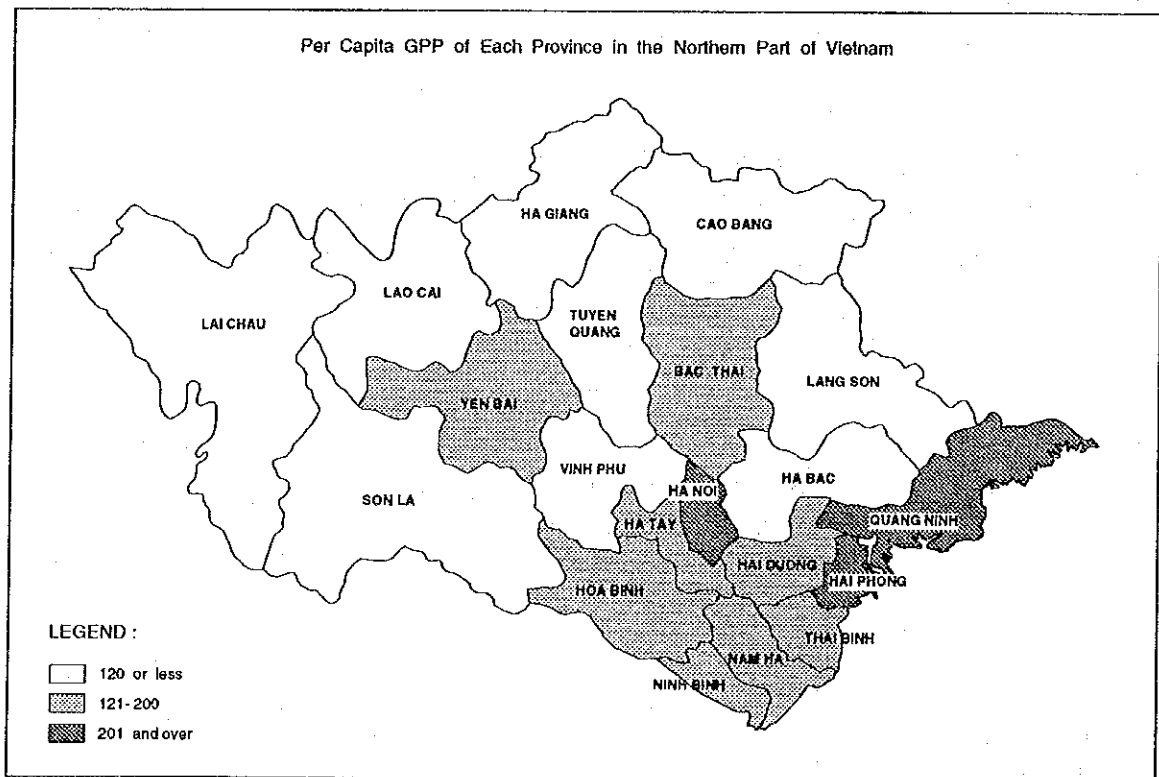 Per Capita GPP of Each Province in the Northern Part of Vietnam
HA GIANG
CAO BANG
LAO CAI
LAI CHAU
TUYEN
QUANG
BAC THAI
LANG SON
YEN BAI
VINH PHU
HA NOI
HA BAC
SON LA
HA TAY
QUANG NINH
HAI DUONG
HAI PHONG
HOA BINH
THAI BINH
NAM HA
NINH BINH
LEGEND :
120 or less
121-200
201 and over